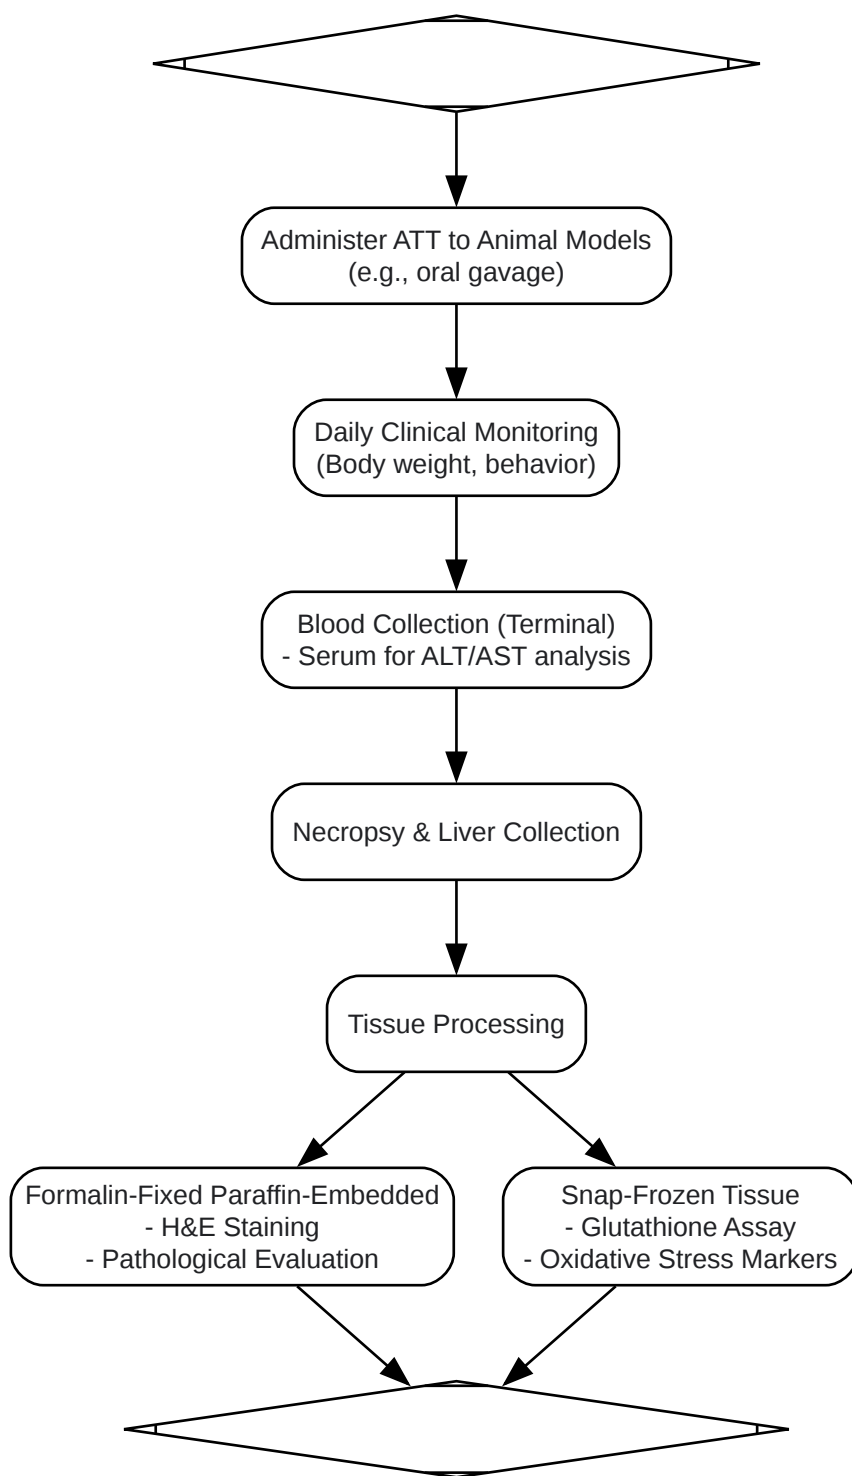 Administer ATT to Animal Models
(e.g., oral gavage)
Daily Clinical Monitoring
(Body weight, behavior)
Blood Collection (Terminal)
- Serum for ALT/AST analysis
Necropsy & Liver Collection
Tissue Processing
Formalin-Fixed Paraffin-Embedded
- H&E Staining
- Pathological Evaluation
Snap-Frozen Tissue
- Glutathione Assay
- Oxidative Stress Markers